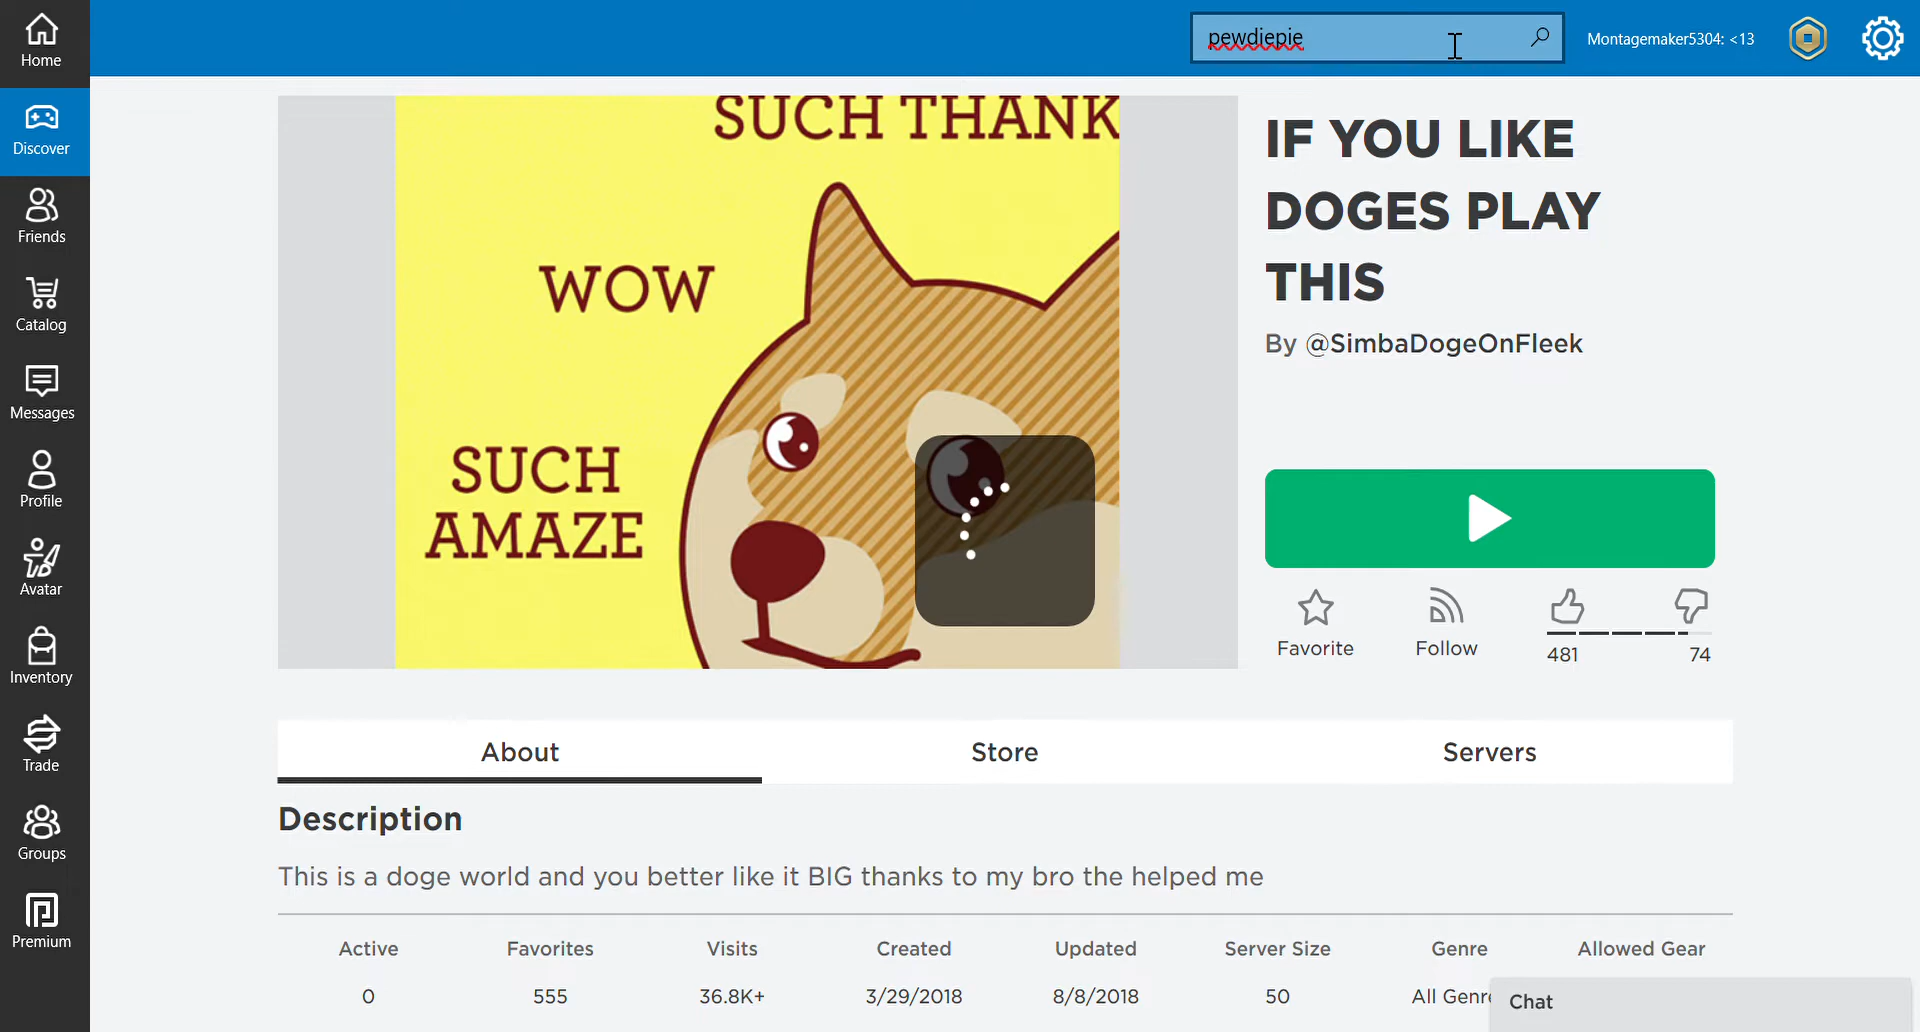 Home
Discover
Friends
Catalog
Messages
Profile
Avatar
Inventory
Trade
Groups
Premium
pewdiepie
Montagemaker5304: <13
SUCH THANK
WOW
SUCH
AMAZE
IF YOU LIKE
DOGES PLAY
THIS
By @SimbaDogeOnFleek
Favorite
Follow
481
74
About
Store
Servers
Description
This is a doge world and you better like it BIG thanks to my bro the helped me
Active Favorites Visits Created Updated Server Size Genre Allowed Gear
0 555 36.8K+ 3/29/2018 8/8/2018 50 All Genre
Chat